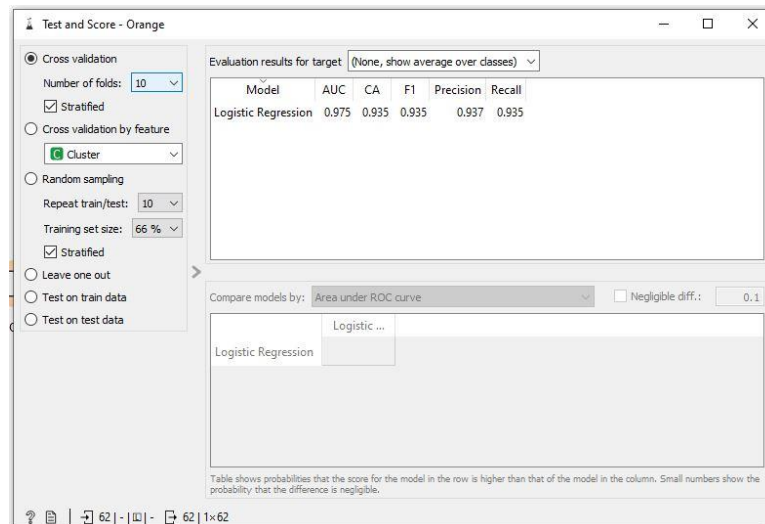 Test and Score - Orange
Cross validation
Number of folds: 10
Stratified
Cross validation by feature
C Cluster
Random sampling
Repeat train/test: 10
Training set size: 66 %
Stratified
Leave one out
Test on train data
Test on test data
>
Evaluation results for target (None, show average over classes)
Model AUC CA F1 Precision Recall
Logistic Regression 0.975 0.935 0.935 0.937 0.935
Compare models by: Area under ROC curve Negligible diff.: 0.1
Logistic ...
Logistic Regression
Table shows probabilities that the score for the model in the row is higher than that of the model in the column. Small numbers show the
probability that the difference is negligible.
? 62 | - | - 62 | 1×62